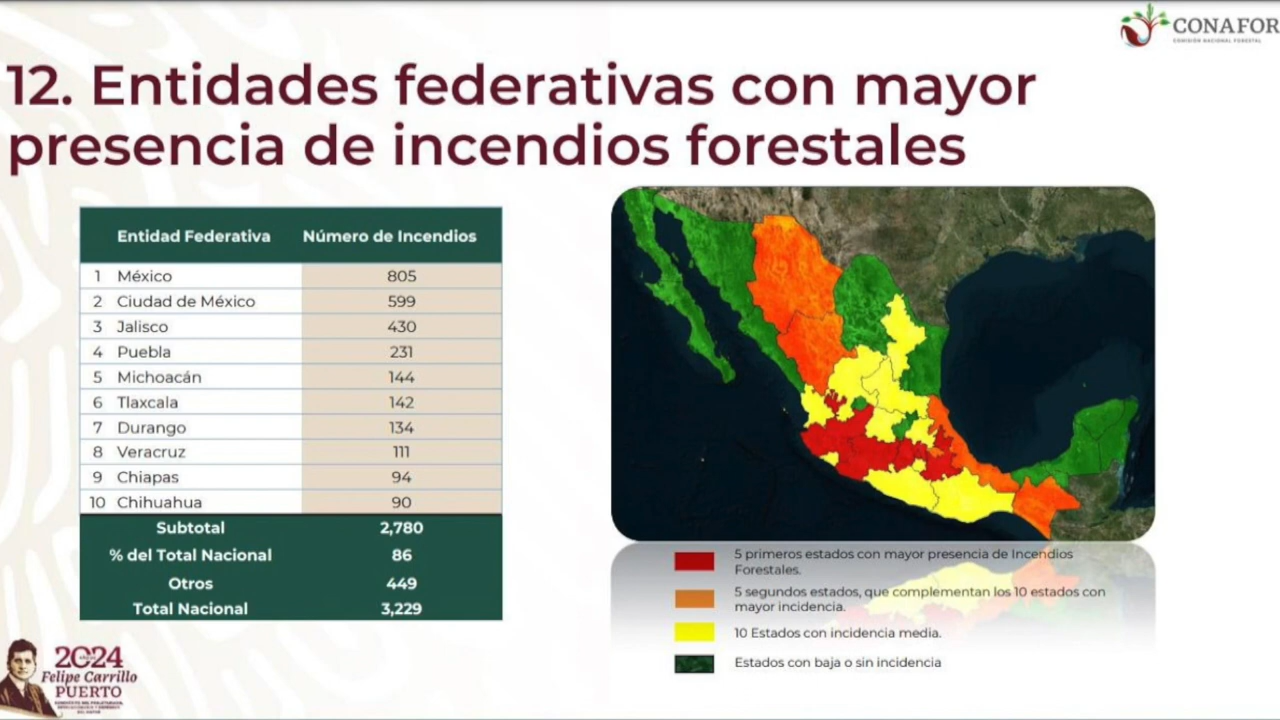 CONAFOR
COMISIÓN NACIONAL FORESTAL
12. Entidades federativas con mayor
presencia de incendios forestales
Entidad Federativa Número de Incendios
1 México 805
2 Ciudad de México 599
3 Jalisco 430
4 Puebla 231
5 Michoacán 144
6 Tlaxcala 142
7 Durango 134
8 Veracruz 111
9 Chiapas 94
10 Chihuahua 90
Subtotal 2,780
% del Total Nacional 86
Otros 449
Total Nacional 3,229
5 primeros estados con mayor presencia de Incendios
Forestales.
5 segundos estados, que complementan los 10 estados con
mayor incidencia.
10 Estados con incidencia media.
Estados con baja o sin incidencia
2024
Felipe Carrillo
PUERTO